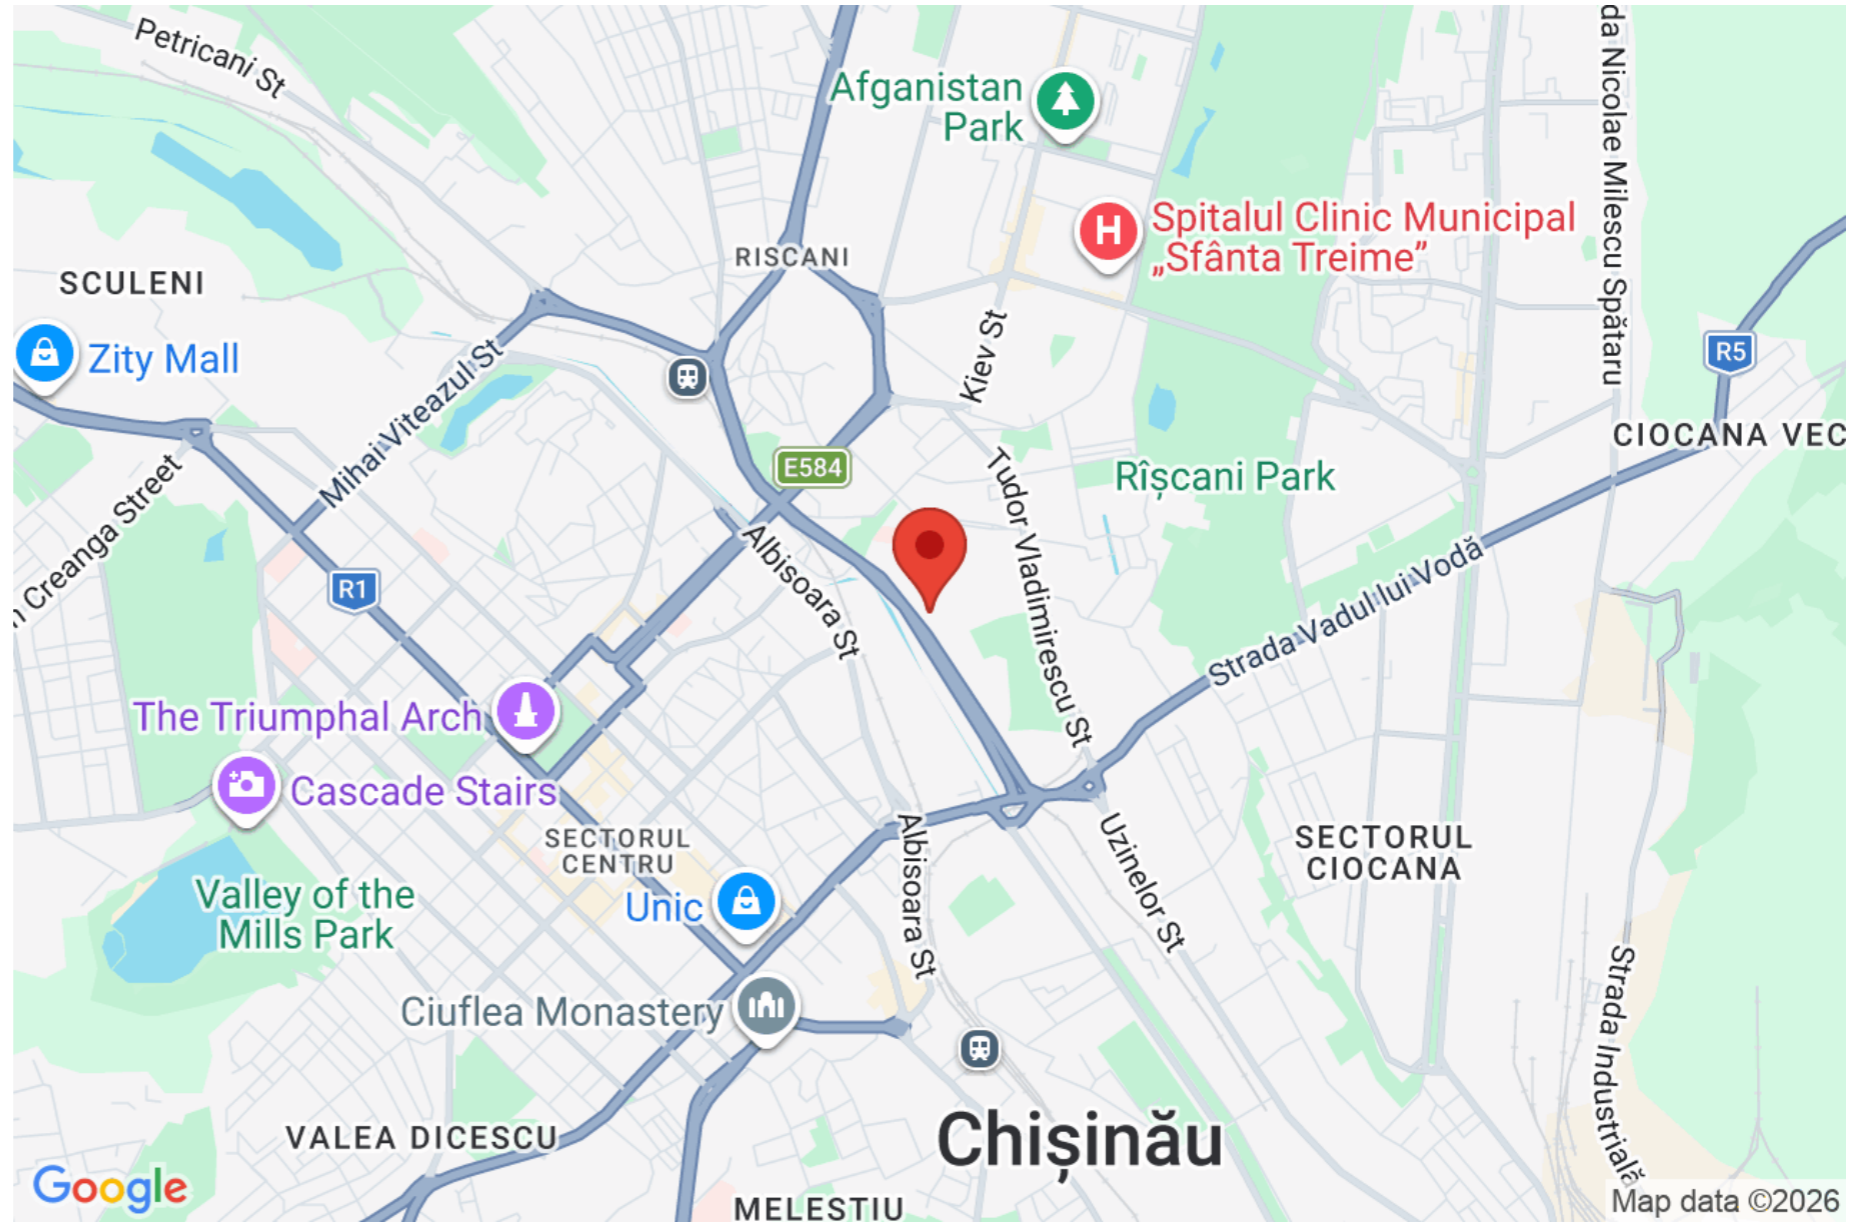 Petricani St
Afganistan
Park
da Nicolae Milescu Spătaru
H
Spitalul Clinic Municipal
„Sfânta Treime”
RISCANI
SCULENI
Zity Mall
Kiev St
R5
Mihai Viteazul St
CIOCANA VEC
E584
Rîșcani Park
Tudor Vladimirescu St
n Creanga Street
Albisoara St
R1
Strada Vadul lui Vodă
The Triumphal Arch
Cascade Stairs
SECTORUL
CENTRU
Albisoara St
Uzinelor St
SECTORUL
CIOCANA
Valley of the
Mills Park
Unic
Strada Industrială
Ciuflea Monastery
Chișinău
VALEA DICESCU
MELESTIU
Google
Map data ©2026